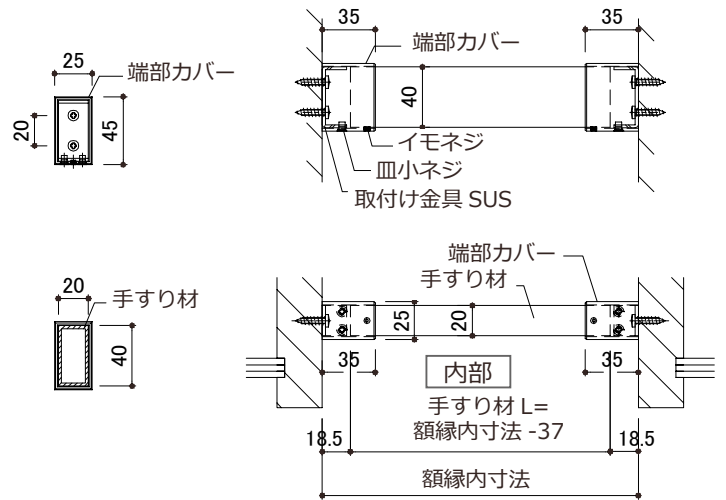 25
端部カバー
20
45
35
端部カバー
35
40
イモネジ
皿小ネジ
取付け金具 SUS
20
手すり材
40
端部カバー
手すり材
25
20
35
内部
35
手すり材 L=
額縁内寸法 -37
18.5
18.5
額縁内寸法